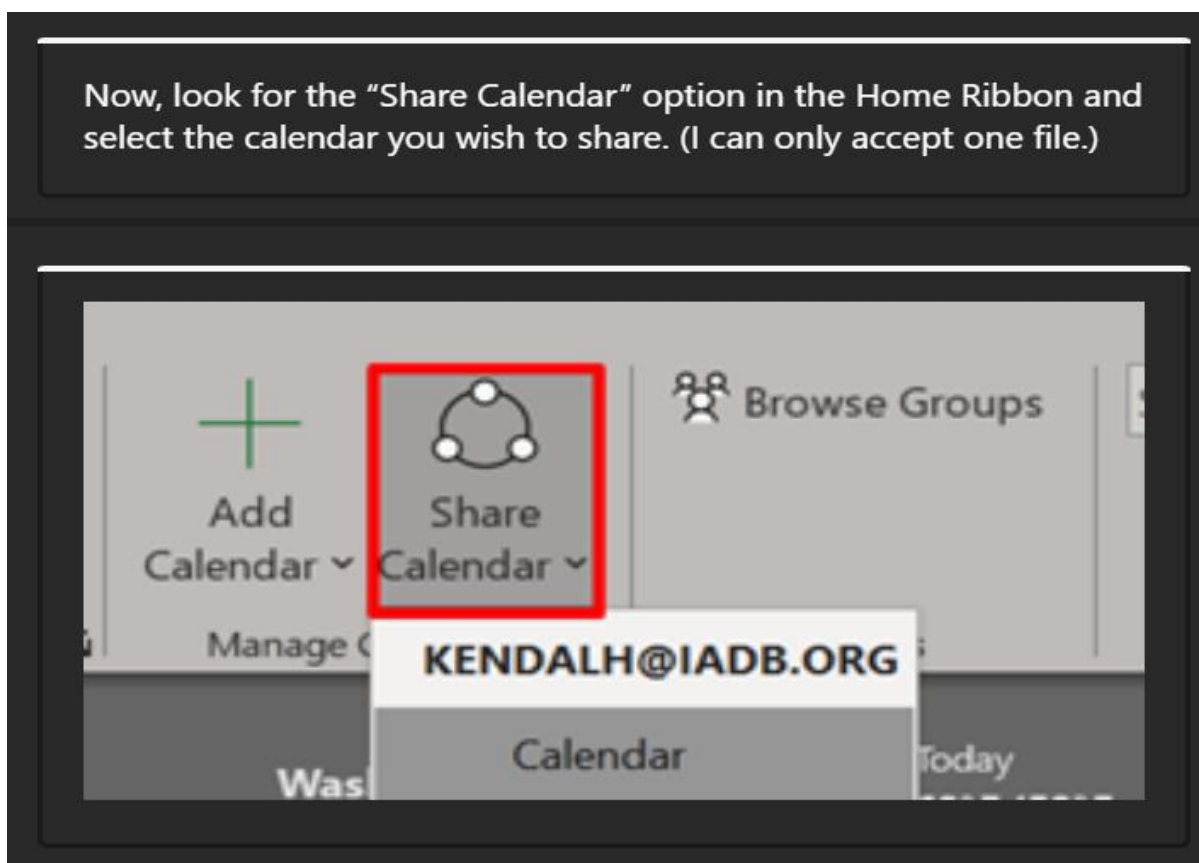 Now, look for the “Share Calendar” option in the Home Ribbon and
select the calendar you wish to share. (I can only accept one file.)
Browse Groups
Add
Calendar
Share
Calendar
Manage
KENDALH@IADB.ORG
Calendar
Today